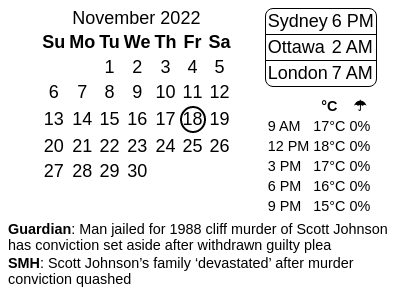 November 2022
Su Mo Tu We Th Fr Sa
1 2 3 4 5
6 7 8 9 10 11 12
13 14 15 16 17 18 19
20 21 22 23 24 25 26
27 28 29 30
Sydney 6 PM
Ottawa 2 AM
London 7 AM
°C ☂
9 AM 17°C 0%
12 PM 18°C 0%
3 PM 17°C 0%
6 PM 16°C 0%
9 PM 15°C 0%
Guardian: Man jailed for 1988 cliff murder of Scott Johnson
has conviction set aside after withdrawn guilty plea
SMH: Scott Johnson’s family ‘devastated’ after murder
conviction quashed